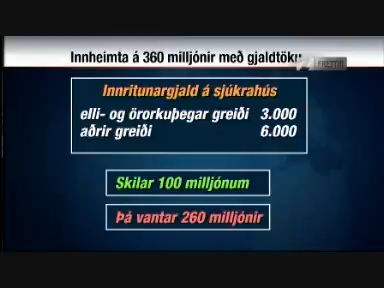 Innheimta á 360 milljónir með gjaldtöku
FRÉTTIR
Innritunargjald á sjúkrahús
elli- og örorkuþegar greiði 3.000
aðrir greiði 6.000
Skilar 100 milljónum
Þá vantar 260 milljónir